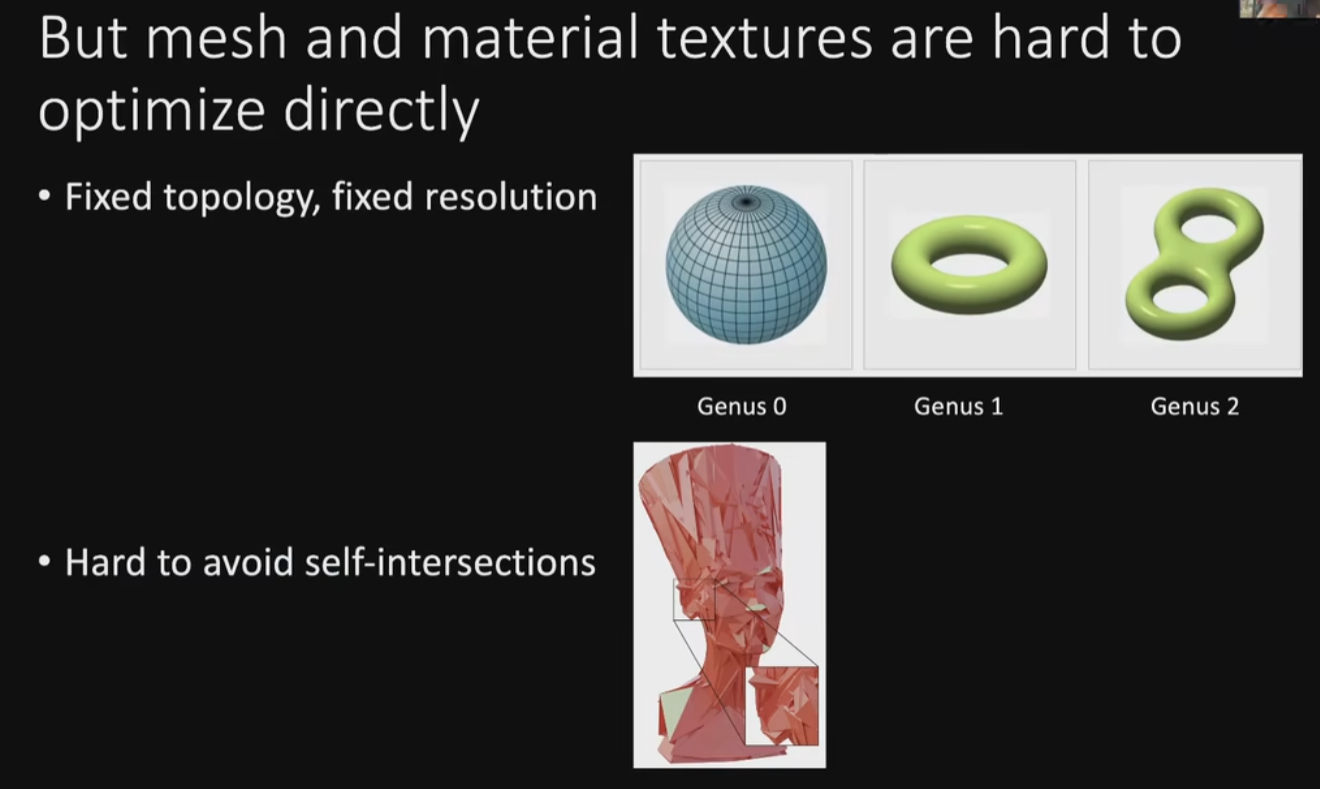 But mesh and material textures are hard to
optimize directly
• Fixed topology, fixed resolution
Genus 0
Genus 1
Genus 2
• Hard to avoid self-intersections